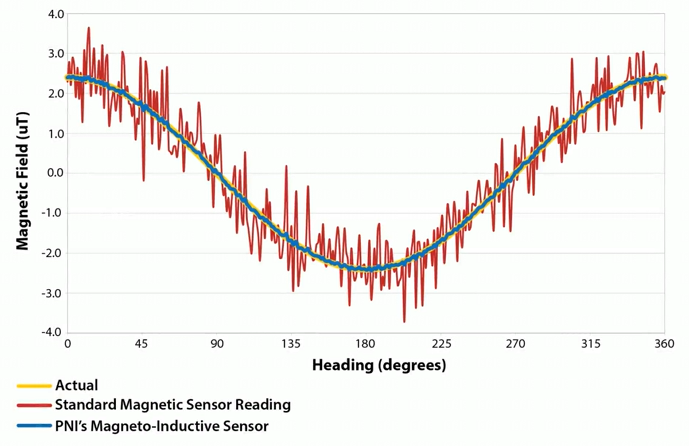 4.0
3.0
2.0
1.0
0.0
-1.0
-2.0
-3.0
-4.0
Magnetic Field (uT)
0 45 90 135 180 225 270 315 360
Heading (degrees)
Actual
Standard Magnetic Sensor Reading
PNI's Magneto-Inductive Sensor